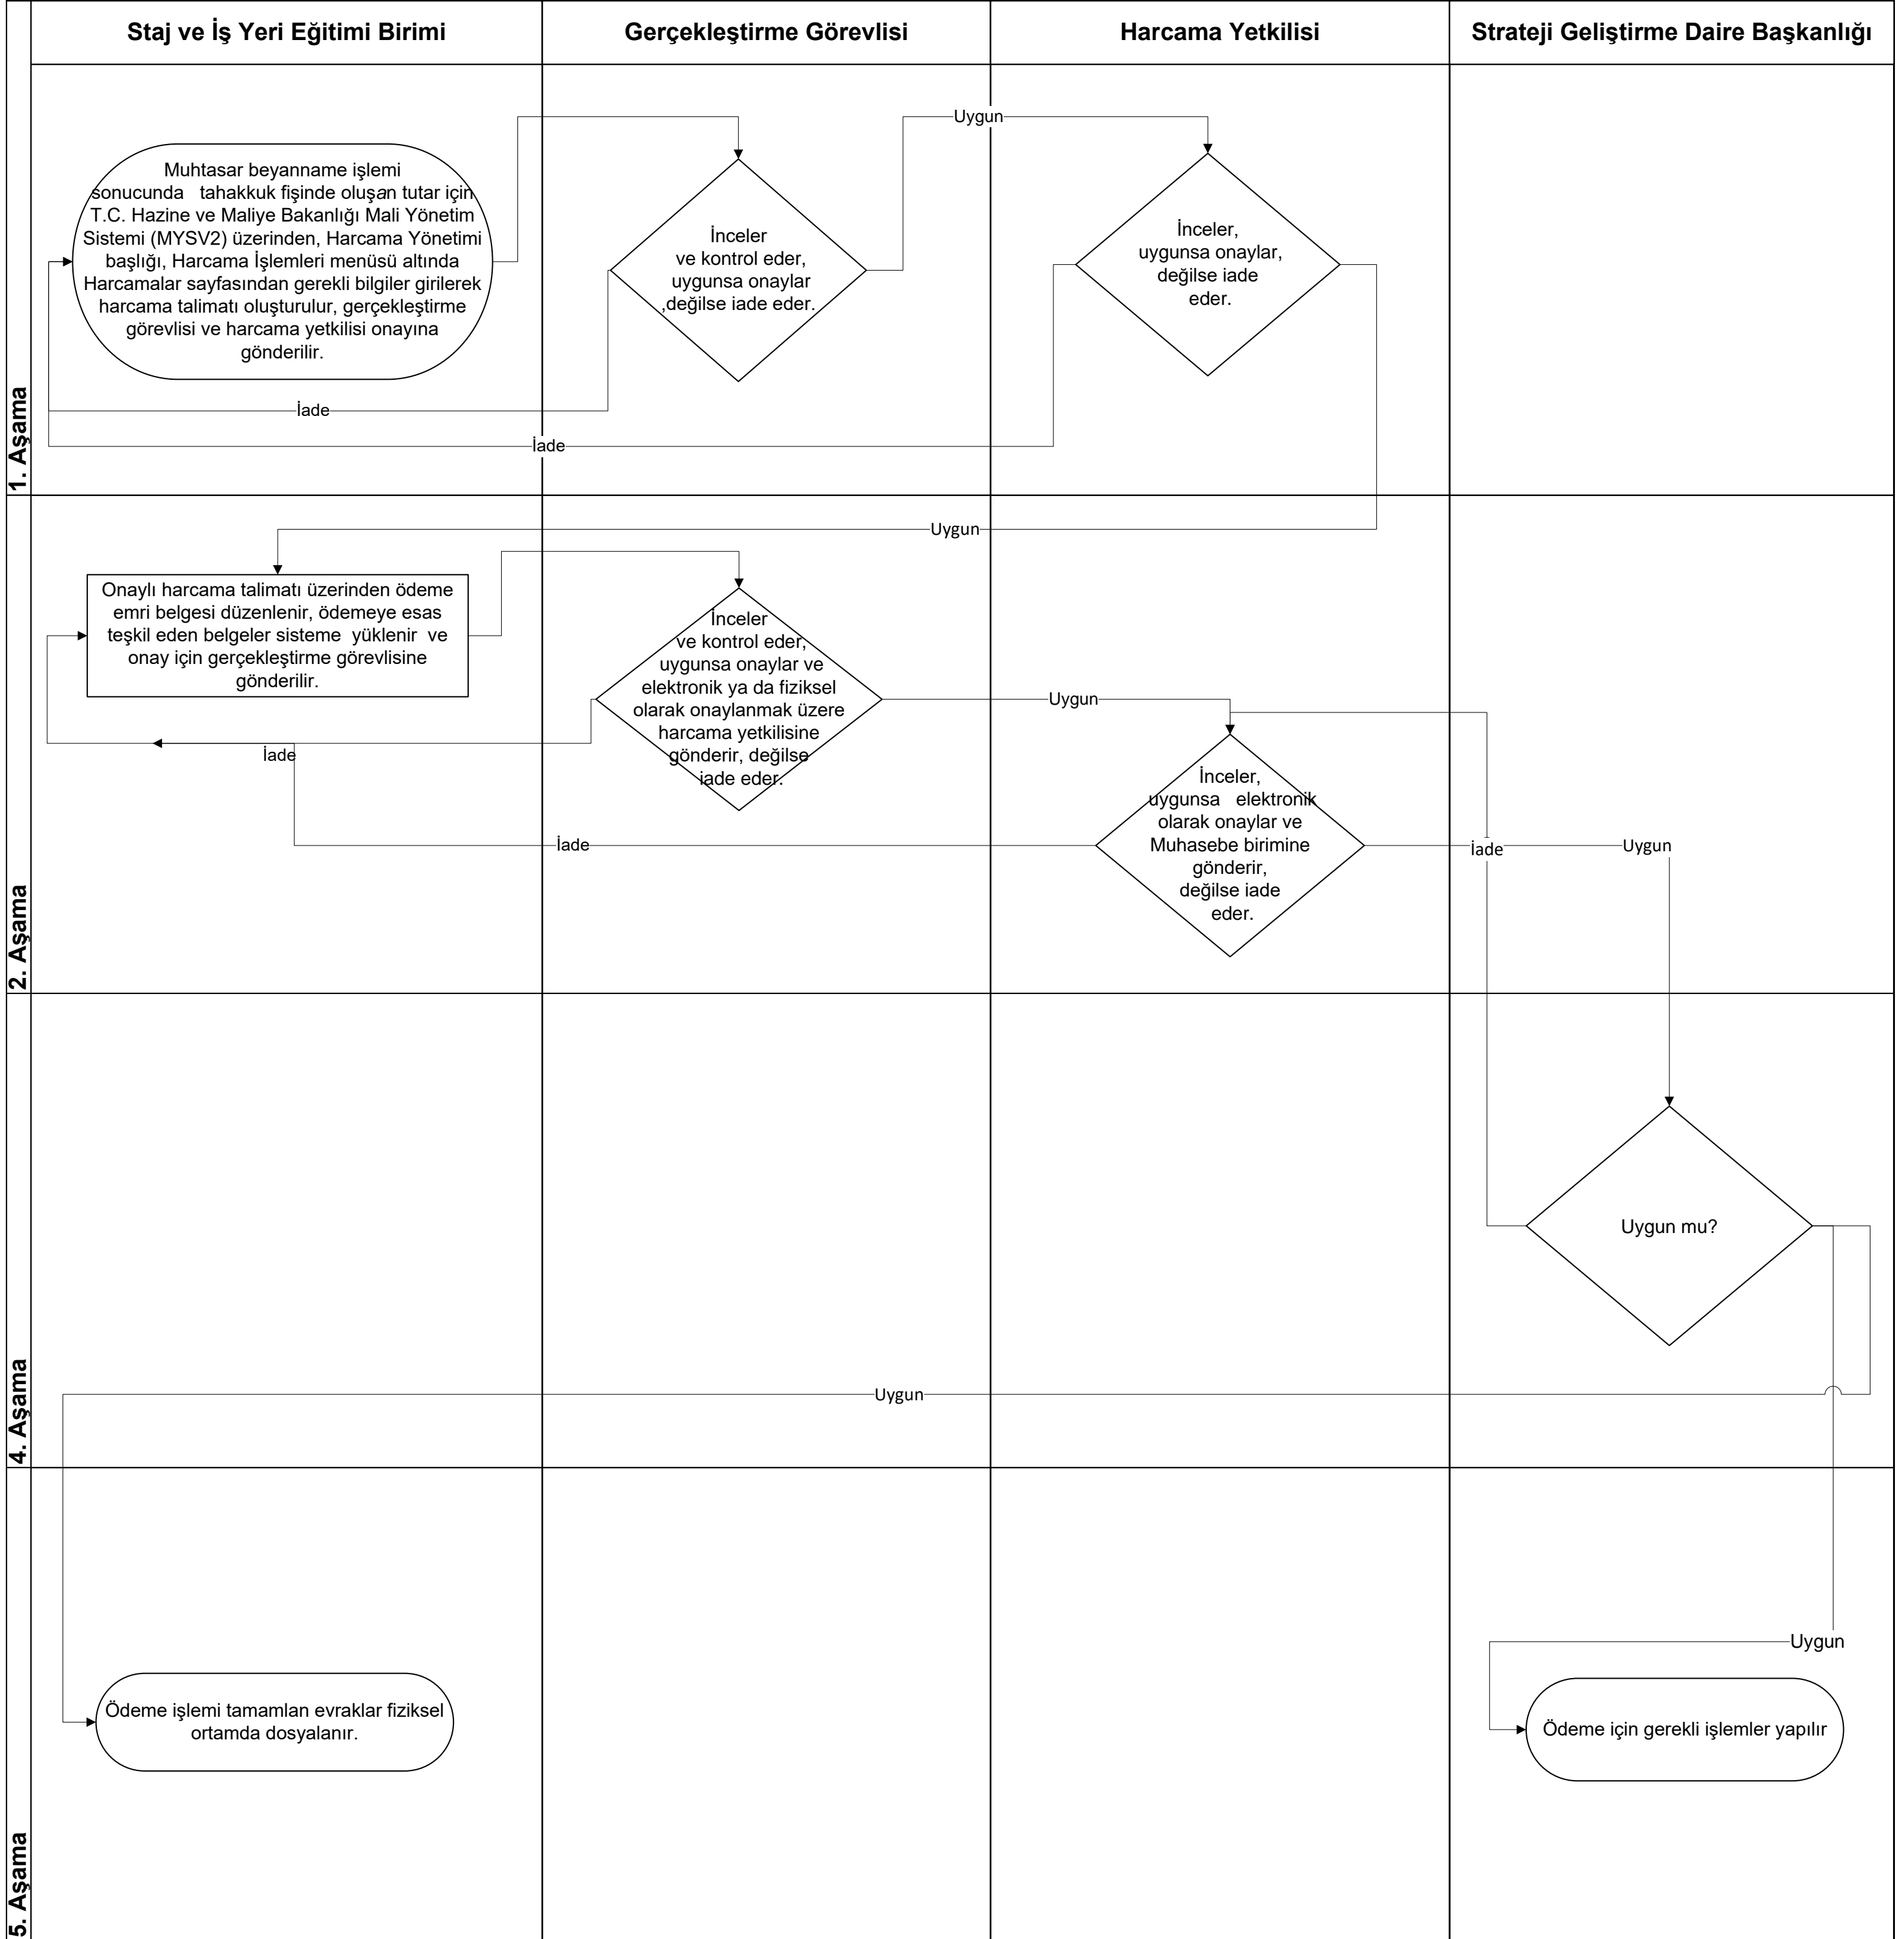 Staj ve İş Yeri Eğitimi Birimi
Gerçekleştirme Görevlisi
Harcama Yetkilisi
Strateji Geliştirme Daire Başkanlığı
1. Aşama
Muhtasar beyanname işlemi
sonucunda tahakkuk fişinde oluşan tutar için
T.C. Hazine ve Maliye Bakanlığı Mali Yönetim
Sistemi (MYSV2) üzerinden, Harcama Yönetimi
başlığı, Harcama İşlemleri menüsü altında
Harcamalar sayfasından gerekli bilgiler girilerek
harcama talimatı oluşturulur, gerçekleştirme
görevlisi ve harcama yetkilisi onayına
gönderilir.
İnceler
ve kontrol eder,
uygunsa onaylar
,değilse iade eder.
Uygun
İnceler,
uygunsa onaylar,
değilse iade
eder.
İade
İade
2. Aşama
Uygun
Onaylı harcama talimatı üzerinden ödeme
emri belgesi düzenlenir, ödemeye esas
teşkil eden belgeler sisteme yüklenir ve
onay için gerçekleştirme görevlisine
gönderilir.
İnceler
ve kontrol eder,
uygunsa onaylar ve
elektronik ya da fiziksel
olarak onaylanmak üzere
harcama yetkilisine
gönderir, değilse
iade eder.
Uygun
İade
İnceler,
uygunsa elektronik
olarak onaylar ve
Muhasebe birimine
gönderir,
değilse iade
eder.
İade
İade
Uygun
4. Aşama
Uygun mu?
Uygun
5. Aşama
Uygun
Ödeme işlemi tamamlan evraklar fiziksel
ortamda dosyalanır.
Ödeme için gerekli işlemler yapılır